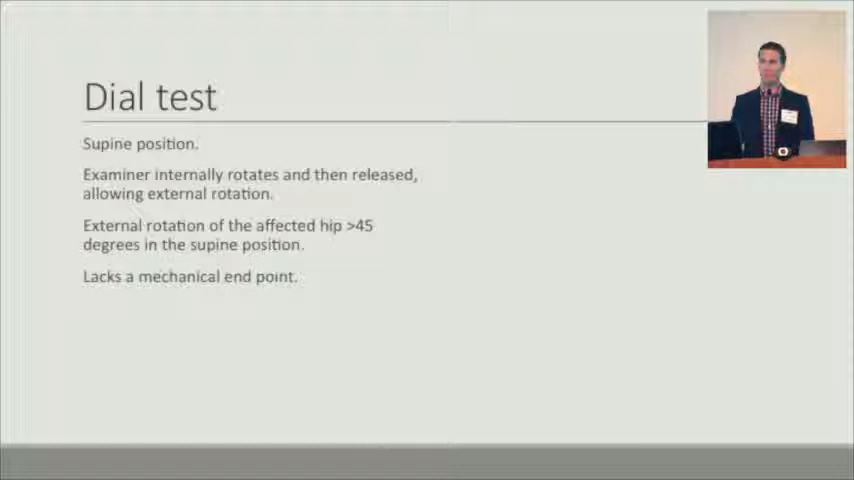 Dial test
Supine position.
Examiner internally rotates and then released,
allowing external rotation.
External rotation of the affected hip >45
degrees in the supine position.
Lacks a mechanical end point.